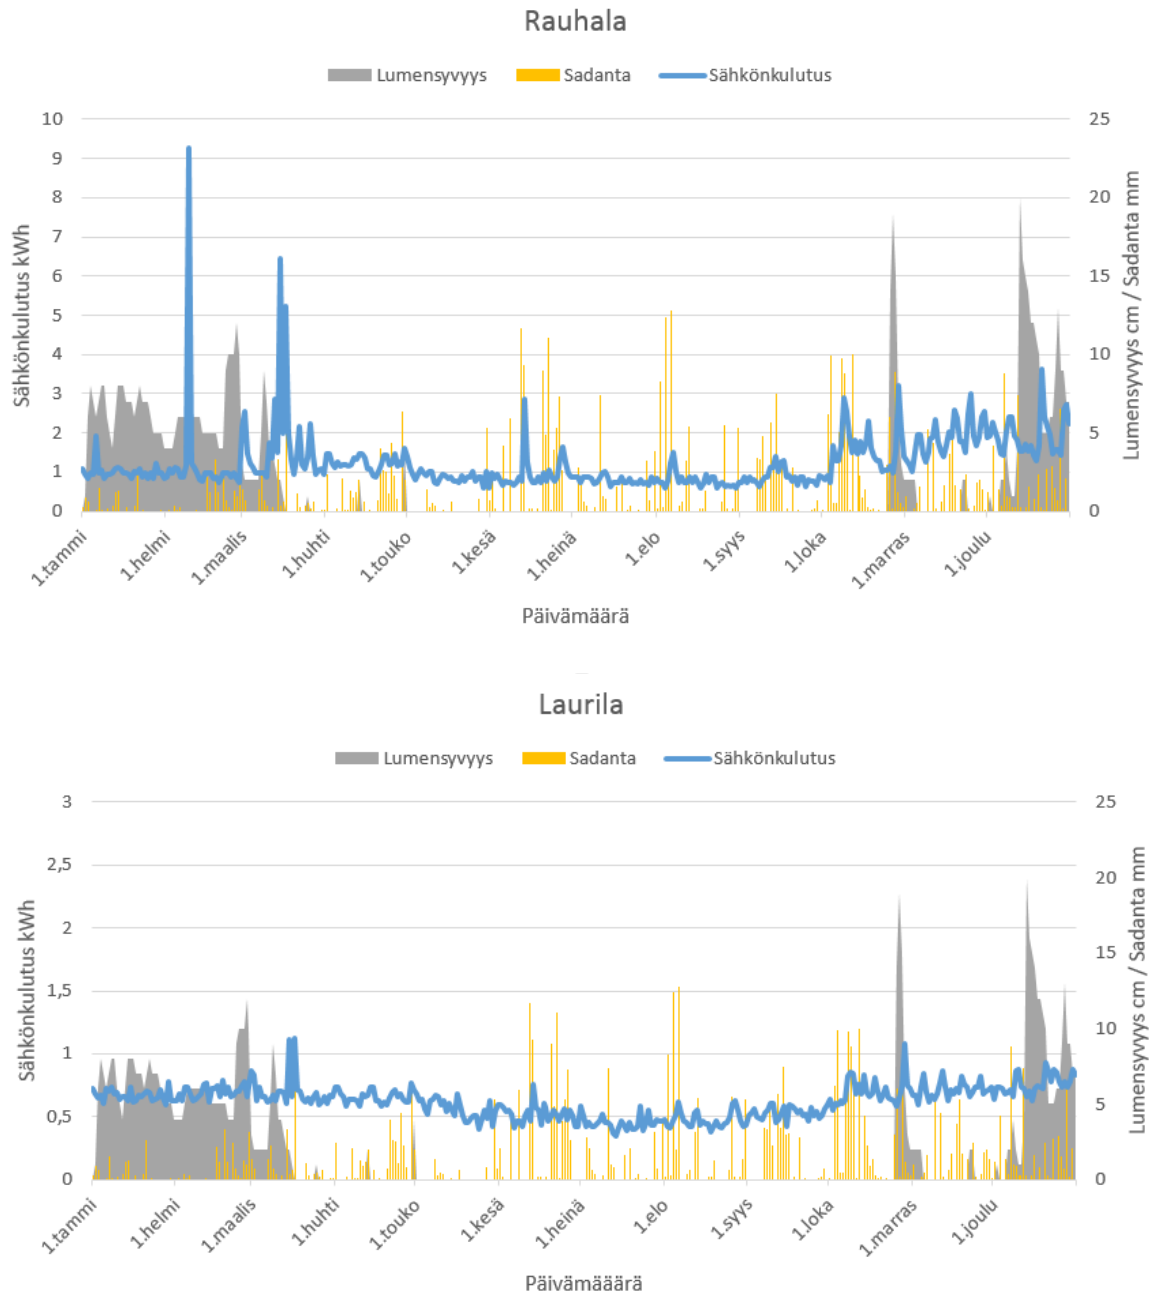 Rauhala
Lumensyvyys Sadanta Sähkönkulutus
10
9
8
7
6
5
4
3
2
1
0
Sähkönkulutus kWh
25
20
15
10
5
0
Lumensyvyys cm / Sadanta mm
1.tammi 1.helmi 1.maalis 1.huhti 1.touko 1.kesä 1.heinä 1.elo 1.syys 1.loka 1.marras 1.joulu
Päivämäärä
Laurila
Lumensyvyys Sadanta Sähkönkulutus
3
2,5
2
1,5
1
0,5
0
Sähkönkulutus kWh
25
20
15
10
5
0
Lumensyvyys cm / Sadanta mm
1.tammi 1.helmi 1.maalis 1.huhti 1.touko 1.kesä 1.heinä 1.elo 1.syys 1.loka 1.marras 1.joulu
Päivämääärä